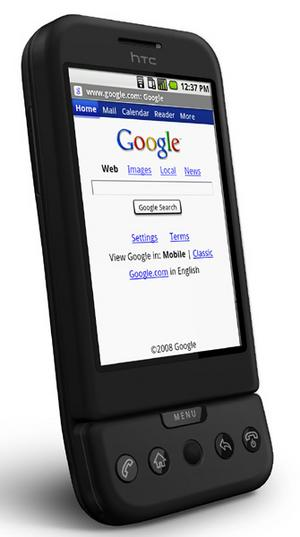 htc
12:37 PM
www.google.com: Google
Home Mail Calendar Reader More
Google
Web Images Local News
Google Search
Settings Terms
View Google in: Mobile | Classic
Google.com in English
©2008 Google
MENU